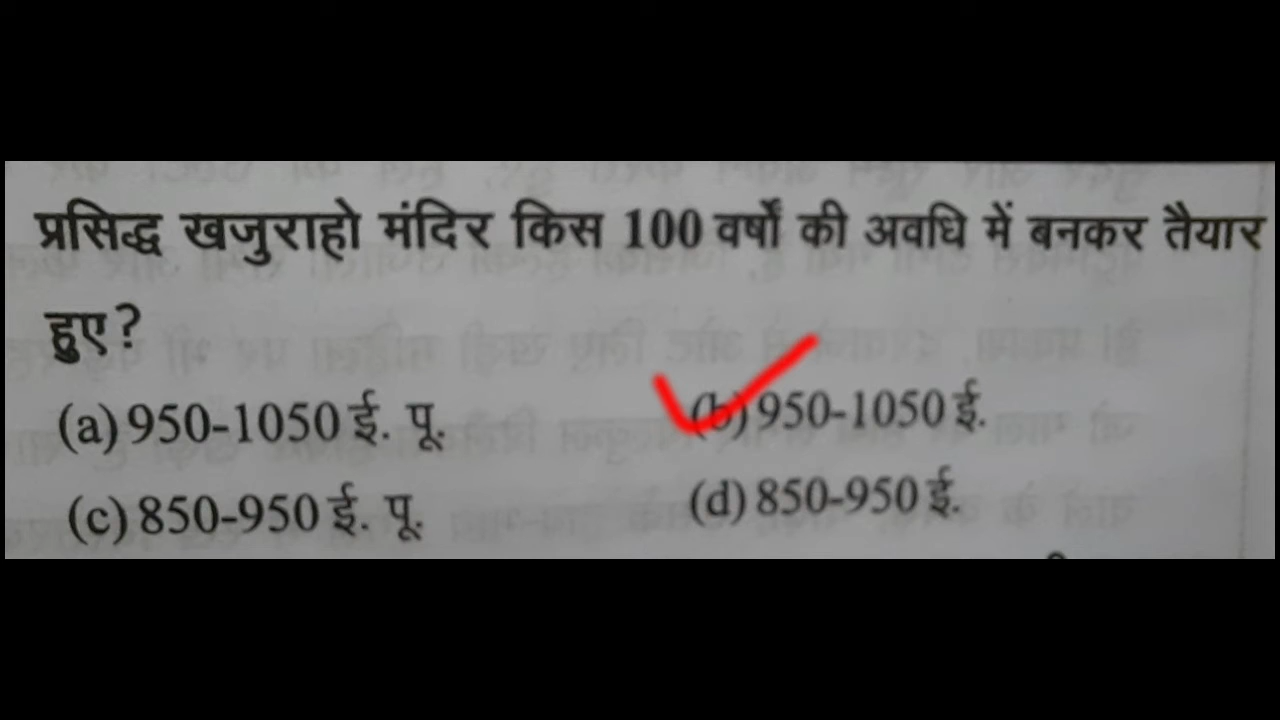 प्रसिद्ध खजुराहो मंदिर किस 100 वर्षों की अवधि में बनकर तैयार
हुए?
(a) 950-1050 ई. पू. (b) 950-1050 ई.
(c) 850-950 ई. पू. (d) 850-950 ई.